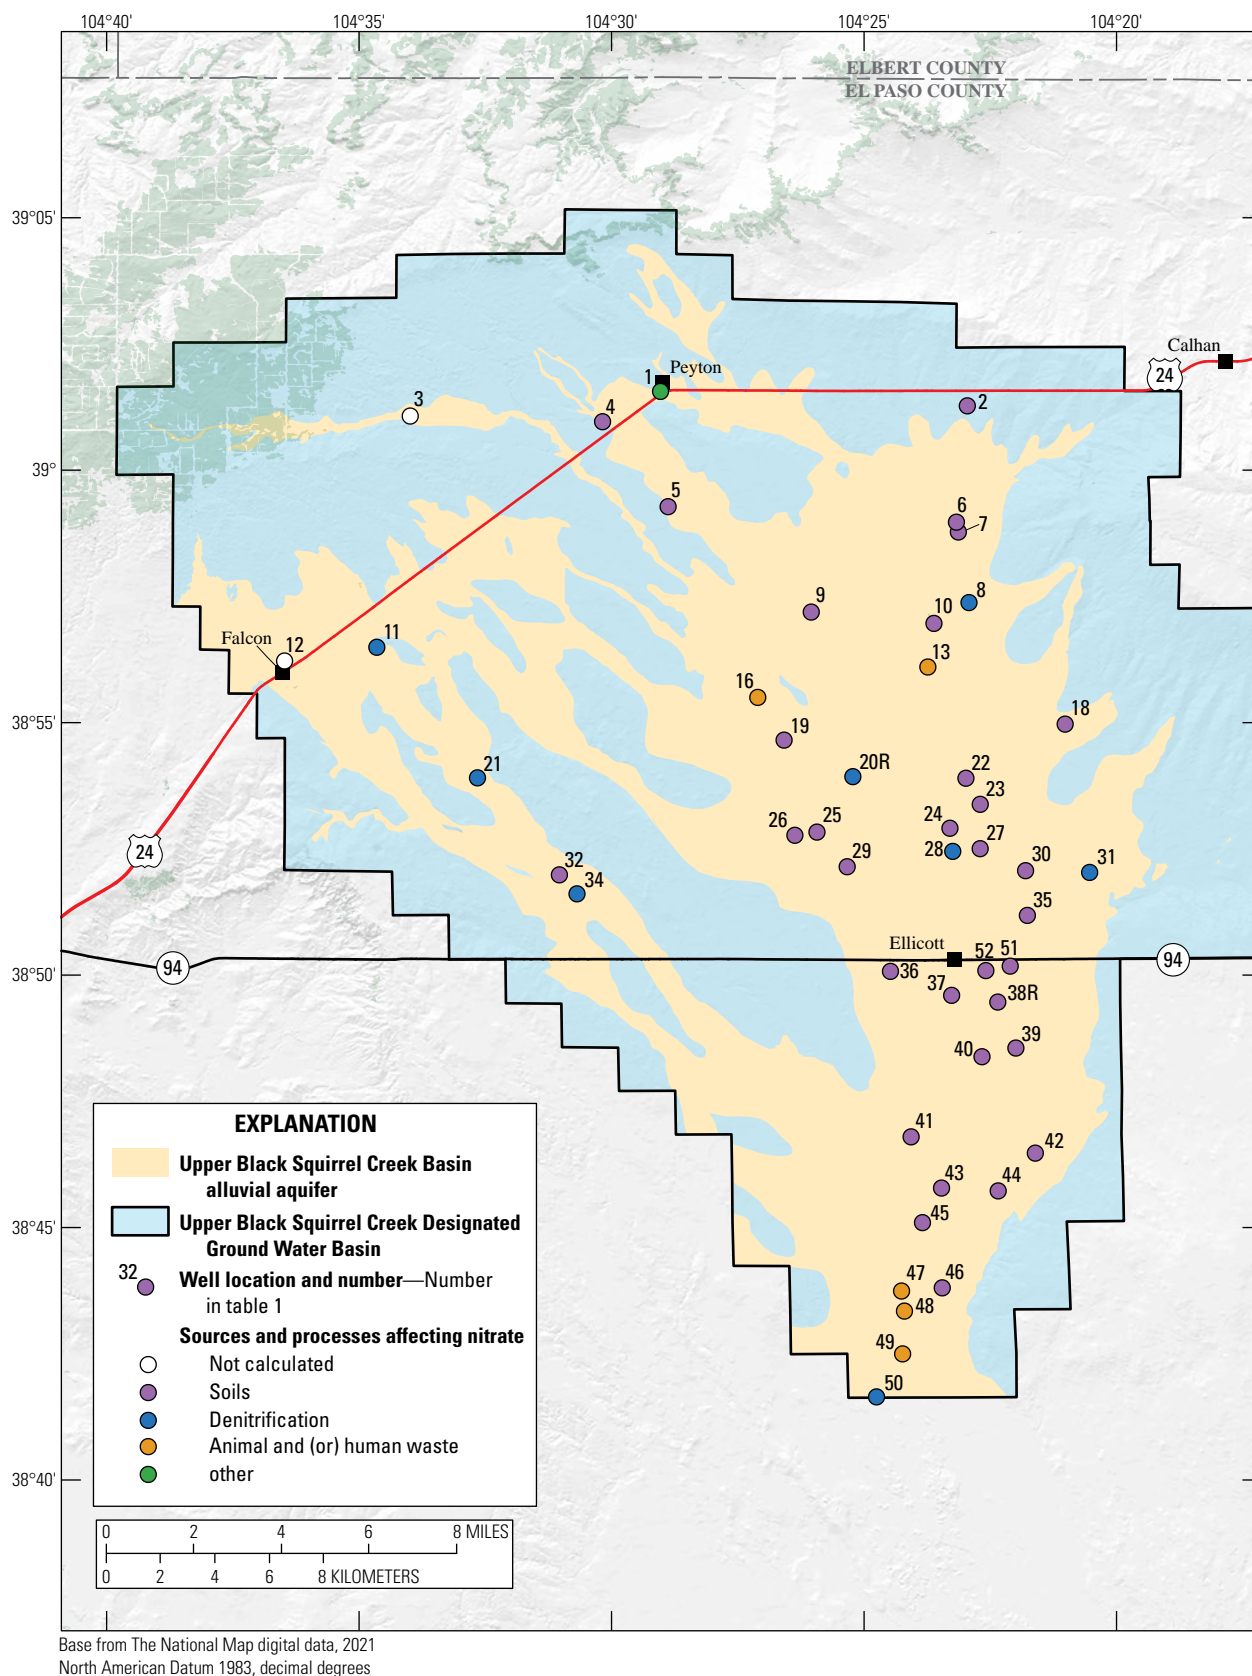 104°40'
104°35'
104°30'
104°25'
104°20'
ELBERT COUNTY
EL PASO COUNTY
39°05'
39°
38°55'
38°50'
38°45'
38°40'
Calhan
24
Peyton
1
2
3
4
5
6
7
8
9
10
11
Falcon
12
13
16
18
19
20R
21
22
23
24
24
25
26
27
28
29
30
31
32
34
35
Ellicott
94
94
36
52
51
37
38R
39
40
41
42
43
44
45
46
47
48
49
50
EXPLANATION
Upper Black Squirrel Creek Basin
alluvial aquifer
Upper Black Squirrel Creek Designated
Ground Water Basin
32
Well location and number—Number
in table 1
Sources and processes affecting nitrate
Not calculated
Soils
Denitrification
Animal and (or) human waste
other
0 2 4 6 8 MILES
0 2 4 6 8 KILOMETERS
Base from The National Map digital data, 2021
North American Datum 1983, decimal degrees